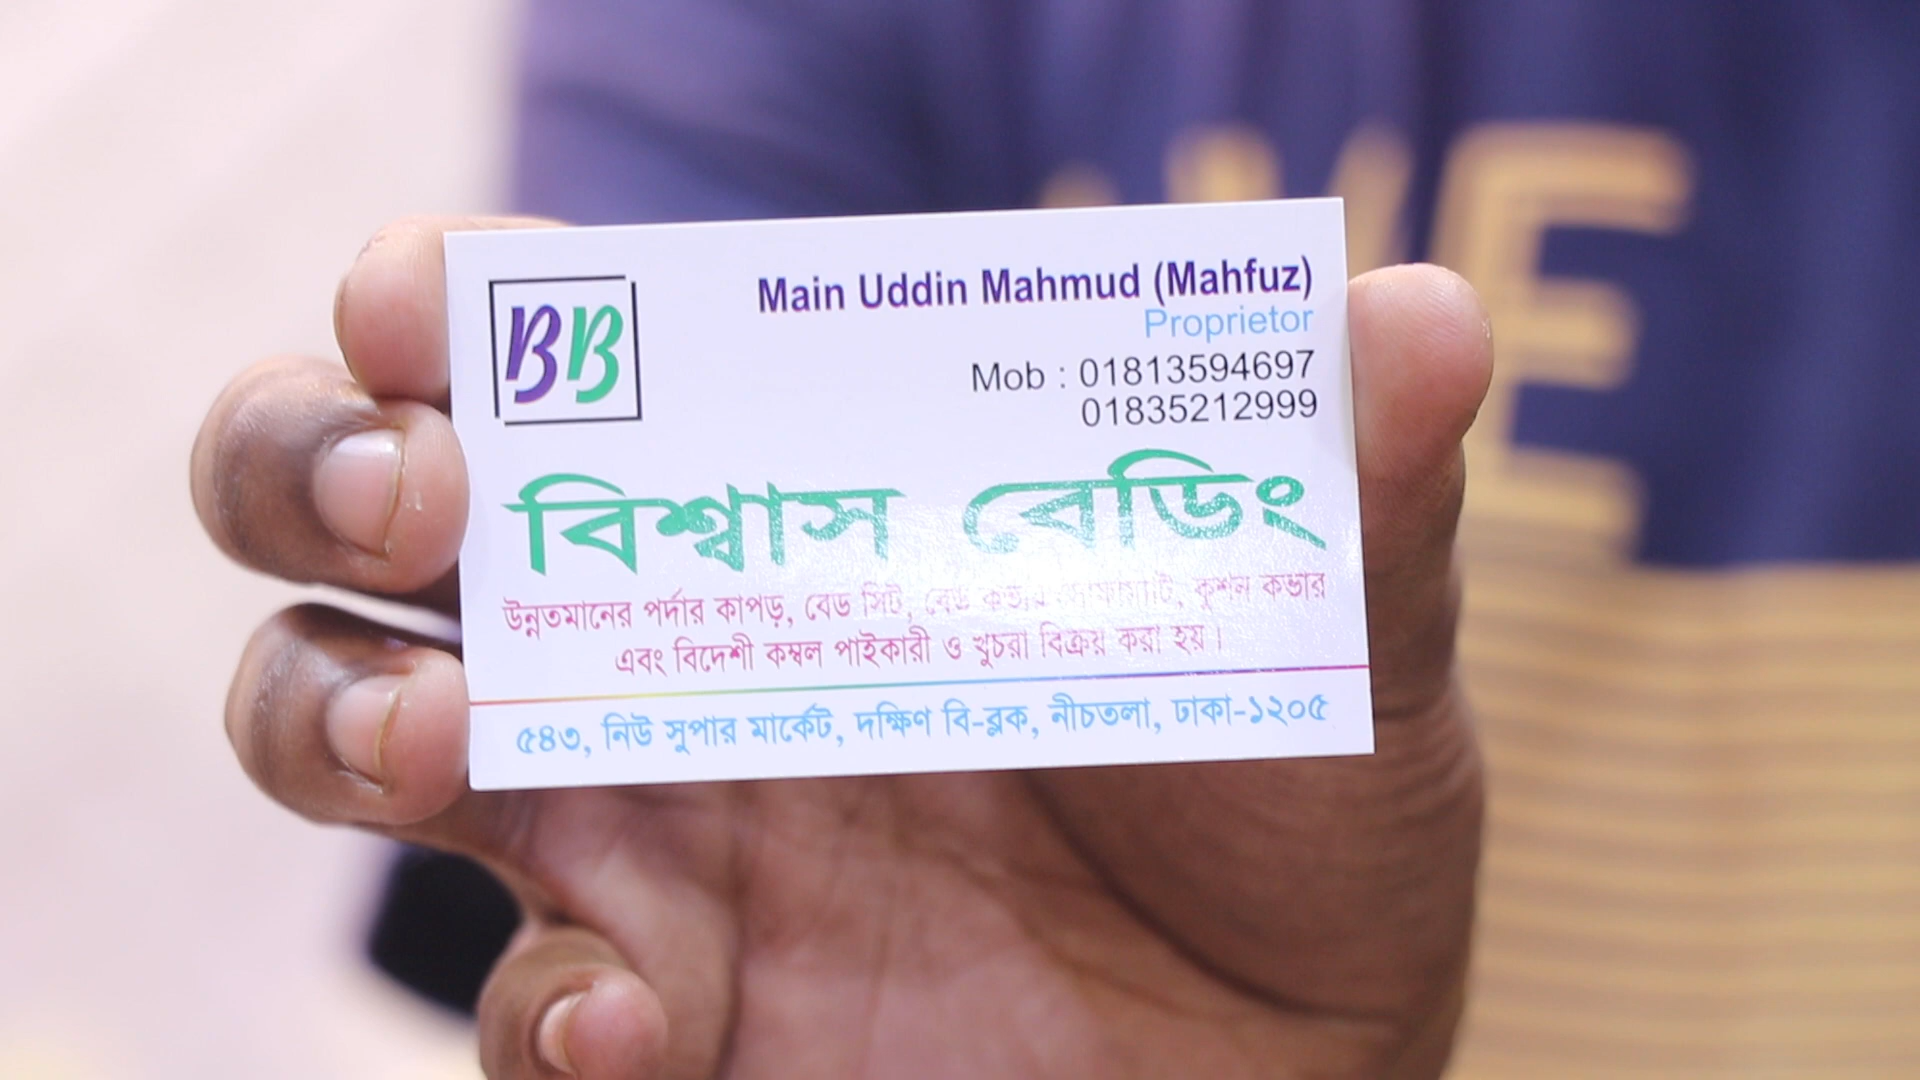 BB
Main Uddin Mahmud (Mahfuz)
Proprietor
Mob : 01813594697
01835212999
বিশ্বাস বেডিং
উন্নতমানের পর্দার কাপড়, বেড সিট, বেড কভার, কুশন কভার
এবং বিদেশী কম্বল পাইকারী ও খুচরা বিক্রয় করা হয়।
৫৪৩, নিউ সুপার মার্কেট, দক্ষিণ বি-ব্লক, নীচতলা, ঢাকা-১২০৫